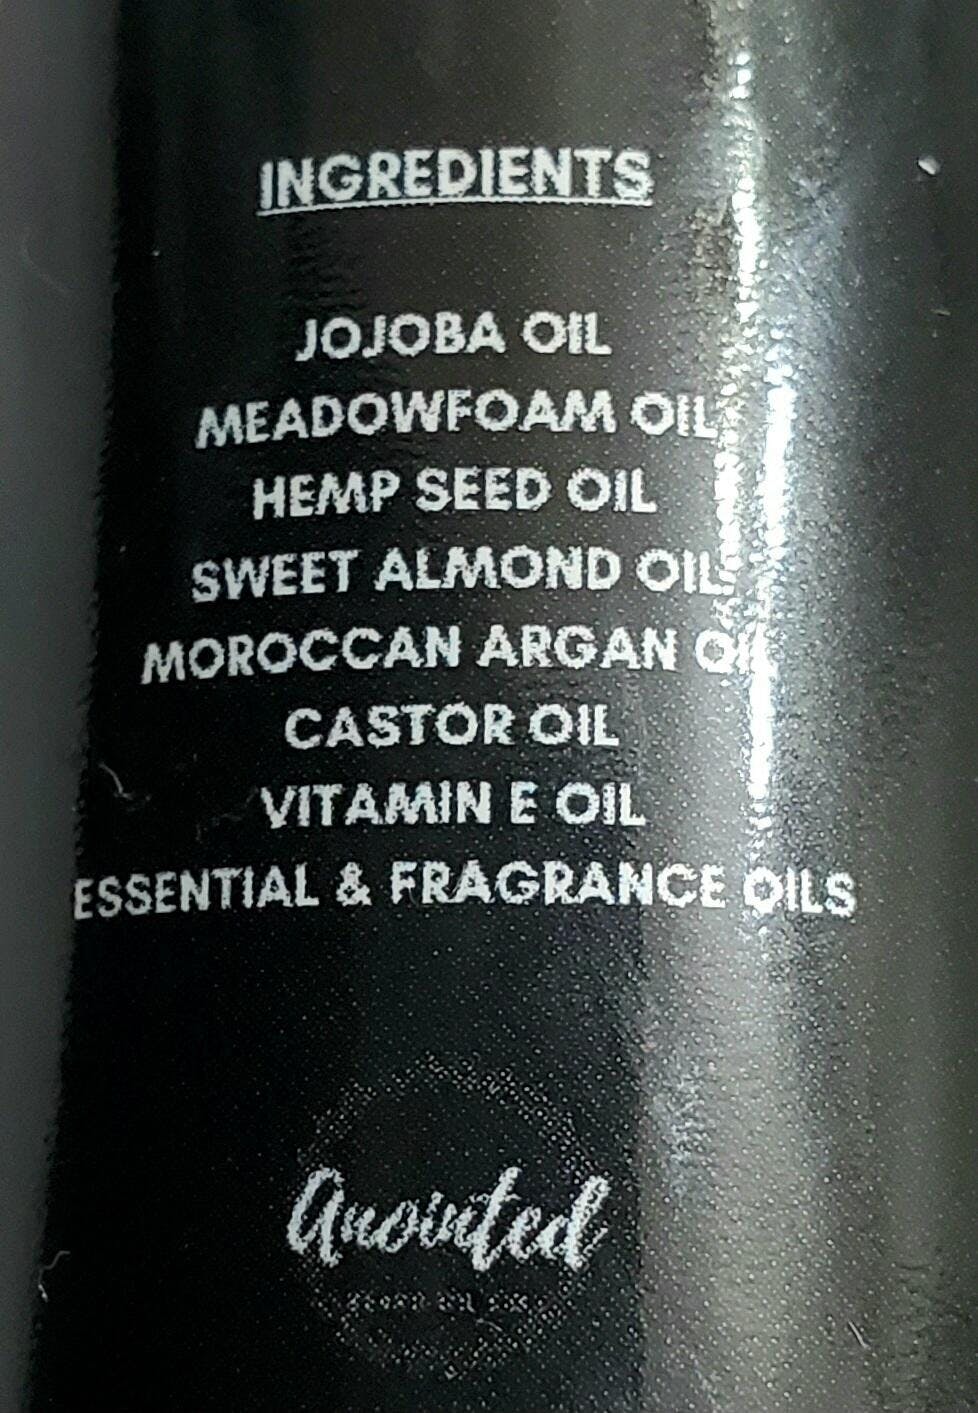 INGREDIENTS
JOJOBA OIL
MEADOWFOAM OIL
HEMP SEED OIL
SWEET ALMOND OIL
MOROCCAN ARGAN OIL
CASTOR OIL
VITAMIN E OIL
ESSENTIAL & FRAGRANCE OILS
Anointed